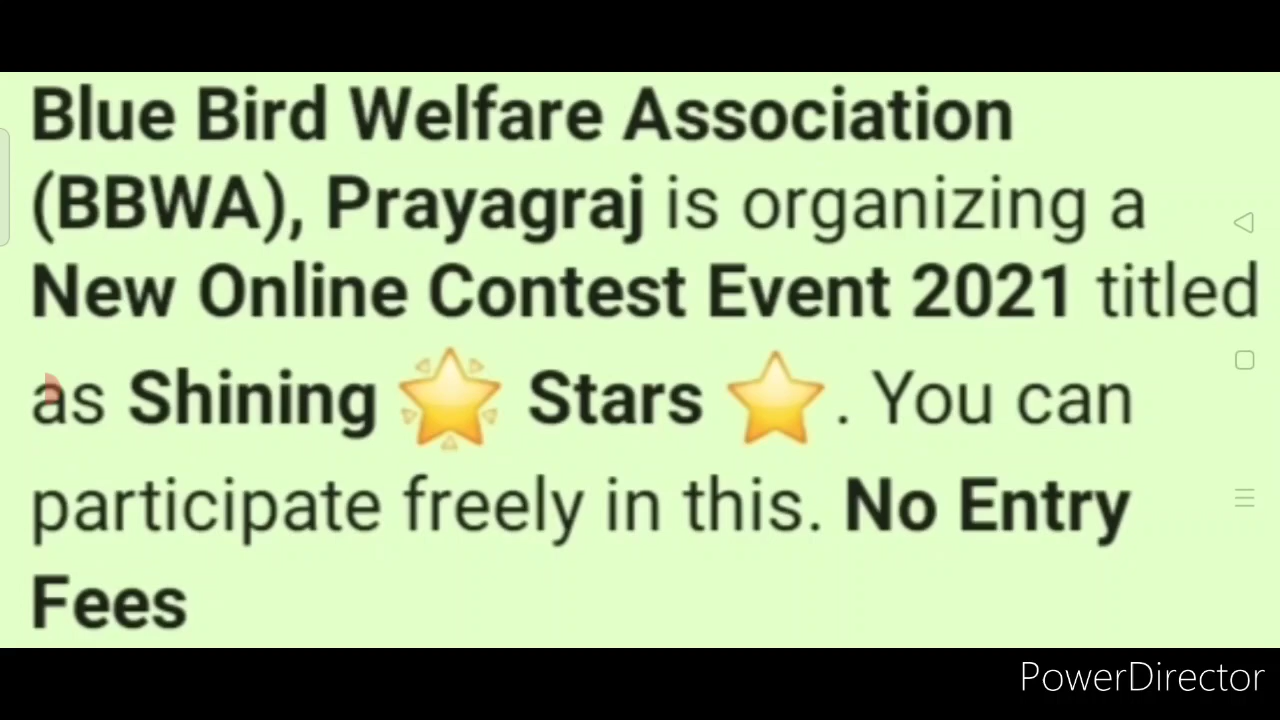 Blue Bird Welfare Association
(BBWA), Prayagraj is organizing a
New Online Contest Event 2021 titled
as Shining 🌟 Stars ⭐ . You can
participate freely in this. No Entry
Fees
PowerDirector